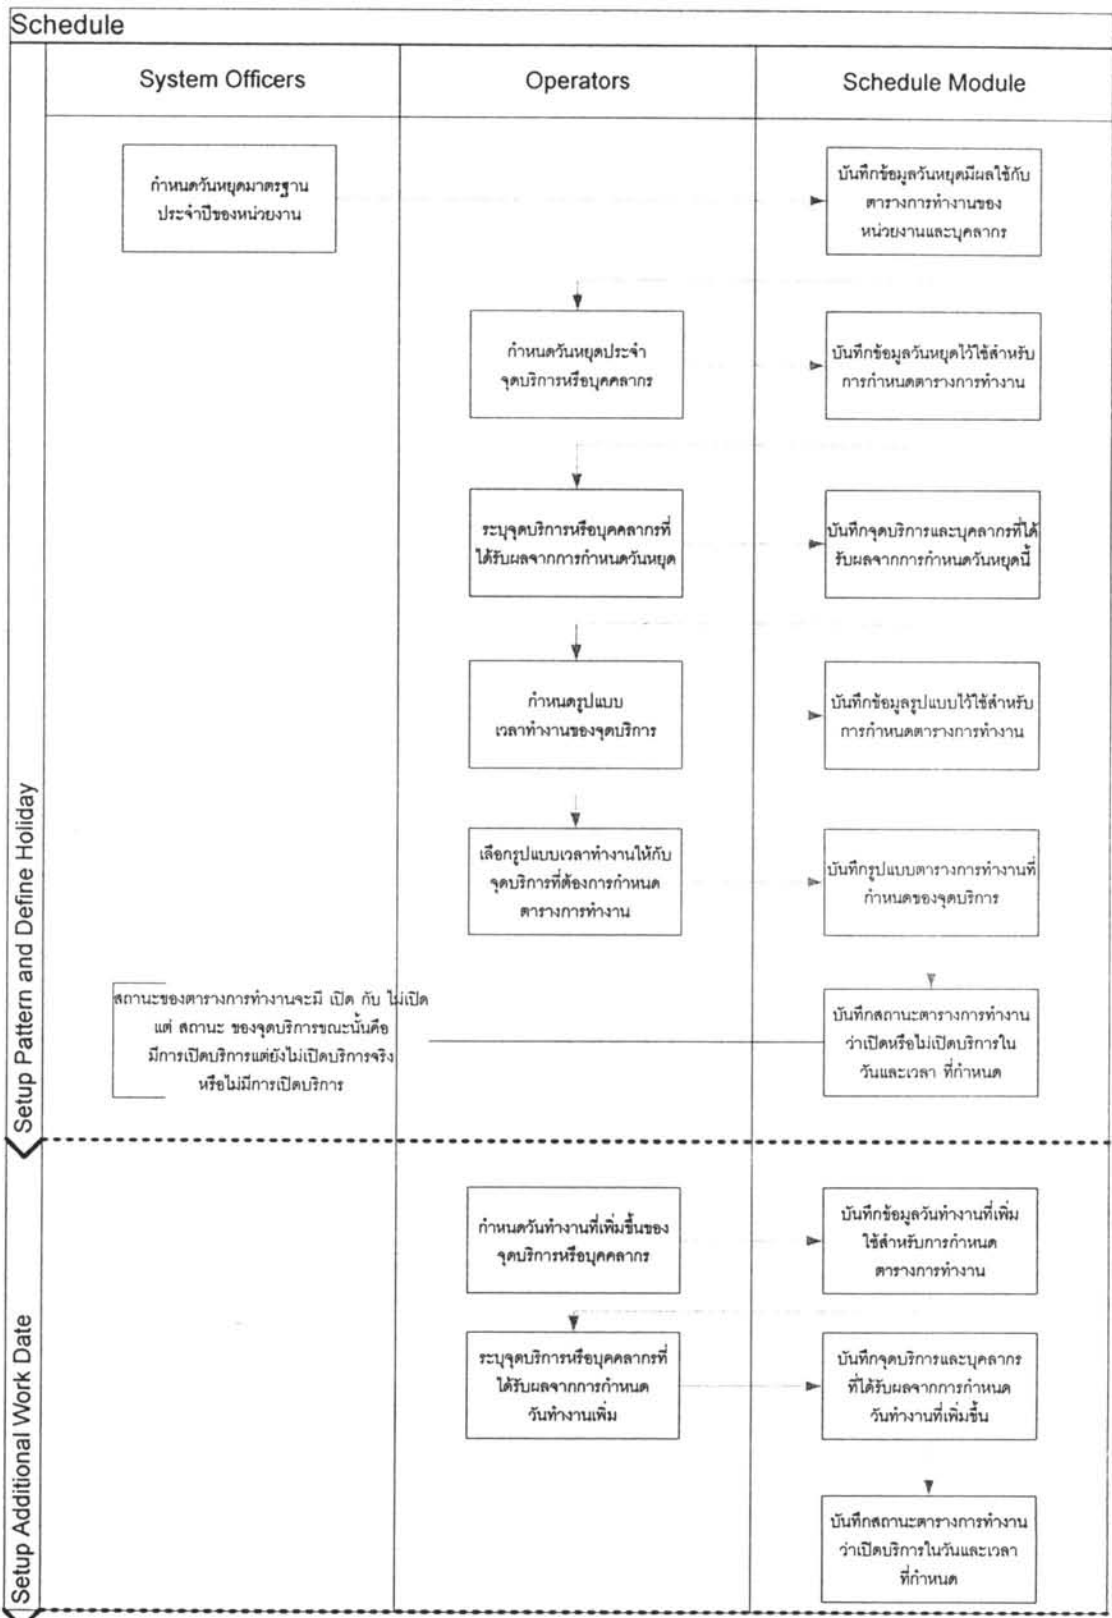 Schedule
System Officers
Operators
Schedule Module
Setup Pattern and Define Holiday
กำหนดวันหยุดมาตรฐาน
ประจำปีของหน่วยงาน
บันทึกข้อมูลวันหยุดมีผลใช้กับ
ตารางการทำงานของ
หน่วยงานและบุคลากร
กำหนดวันหยุดประจำ
จุดบริการหรือบุคคลากร
บันทึกข้อมูลวันหยุดไว้ใช้สำหรับ
การกำหนดตารางการทำงาน
ระบุจุดบริการหรือบุคคลากรที่
ได้รับผลจากการกำหนดวันหยุด
บันทึกจุดบริการและบุคลากรที่ได้
รับผลจากการกำหนดวันหยุดนี้
กำหนดรูปแบบ
เวลาทำงานของจุดบริการ
บันทึกข้อมูลรูปแบบไว้ใช้สำหรับ
การกำหนดตารางการทำงาน
เลือกรูปแบบเวลาทำงานให้กับ
จุดบริการที่ต้องการกำหนด
ตารางการทำงาน
บันทึกรูปแบบตารางการทำงานที่
กำหนดของจุดบริการ
สถานะของตารางการทำงานจะมี เปิด กับ ไม่เปิด
แต่ สถานะ ของจุดบริการขณะนั้นคือ
มีการเปิดบริการแต่ยังไม่เปิดบริการจริง
หรือไม่มีการเปิดบริการ
บันทึกสถานะตารางการทำงาน
ว่าเปิดหรือไม่เปิดบริการใน
วันและเวลา ที่กำหนด
Setup Additional Work Date
กำหนดวันทำงานที่เพิ่มขึ้นของ
จุดบริการหรือบุคคลากร
บันทึกข้อมูลวันทำงานที่เพิ่ม
ใช้สำหรับการกำหนด
ตารางการทำงาน
ระบุจุดบริการหรือบุคคลากรที่
ได้รับผลจากการกำหนด
วันทำงานเพิ่ม
บันทึกจุดบริการและบุคลากร
ที่ได้รับผลจากการกำหนด
วันทำงานที่เพิ่มขึ้น
บันทึกสถานะตารางการทำงาน
ว่าเปิดบริการในวันและเวลา
ที่กำหนด